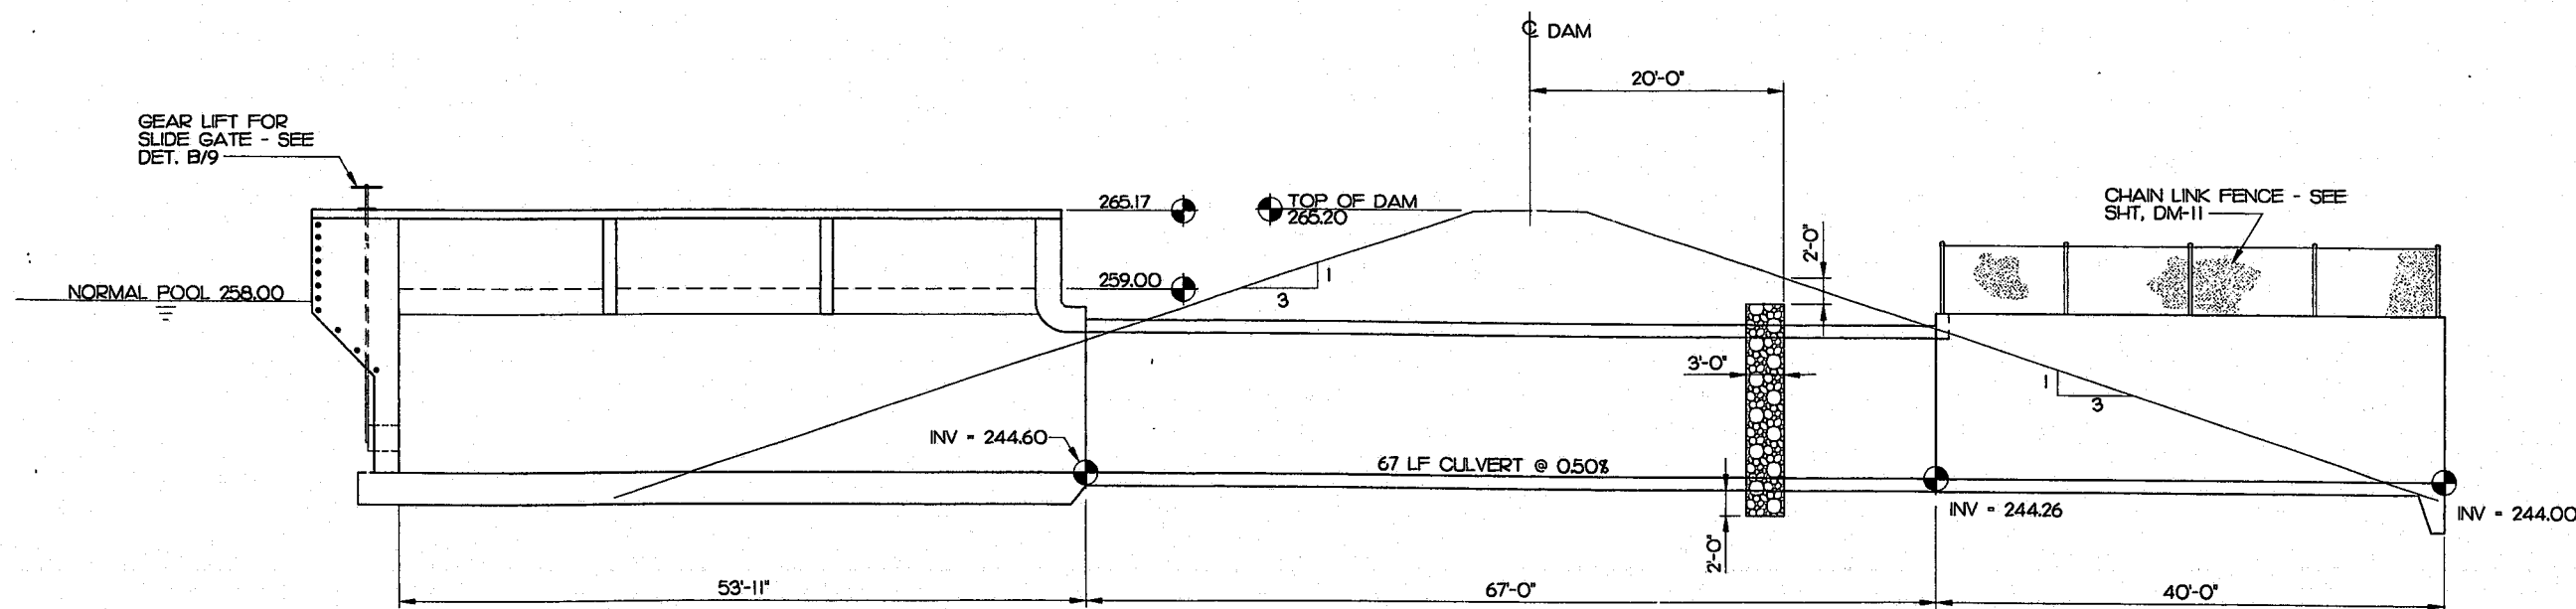 ℄ DAM
20'-0"
GEAR LIFT FOR
SLIDE GATE - SEE
DET. B/9
265.17
TOP OF DAM
265.20
CHAIN LINK FENCE - SEE
SHT, DM-11
2'-0"
NORMAL POOL 258.00
259.00
1
3
3'-0"
1
3
INV = 244.60
67 LF CULVERT @ 0.50%
INV = 244.26
INV = 244.00
2'-0"
53'-11"
67'-0"
40'-0"